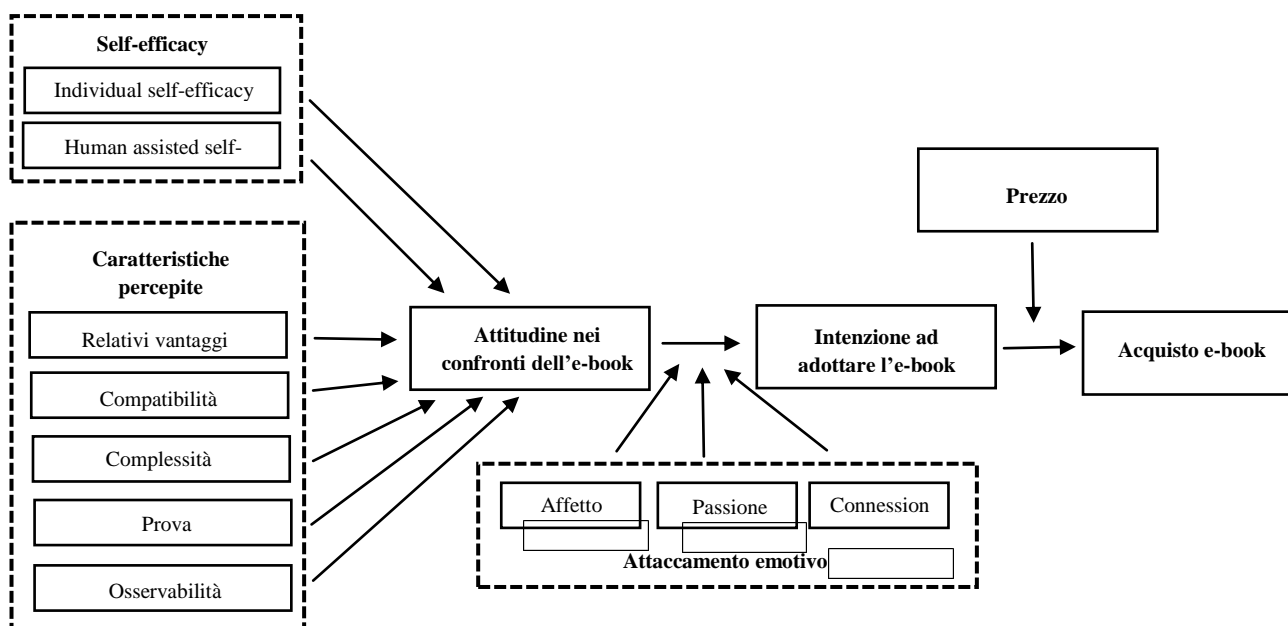 Self-efficacy
Individual self-efficacy
Human assisted self-
Caratteristiche
percepite
Relativi vantaggi
Compatibilità
Complessità
Prova
Osservabilità
Attitudine nei
confronti dell’e-book
Intenzione ad
adottare l’e-book
Prezzo
Acquisto e-book
Affetto
Passione
Connession
Attaccamento emotivo